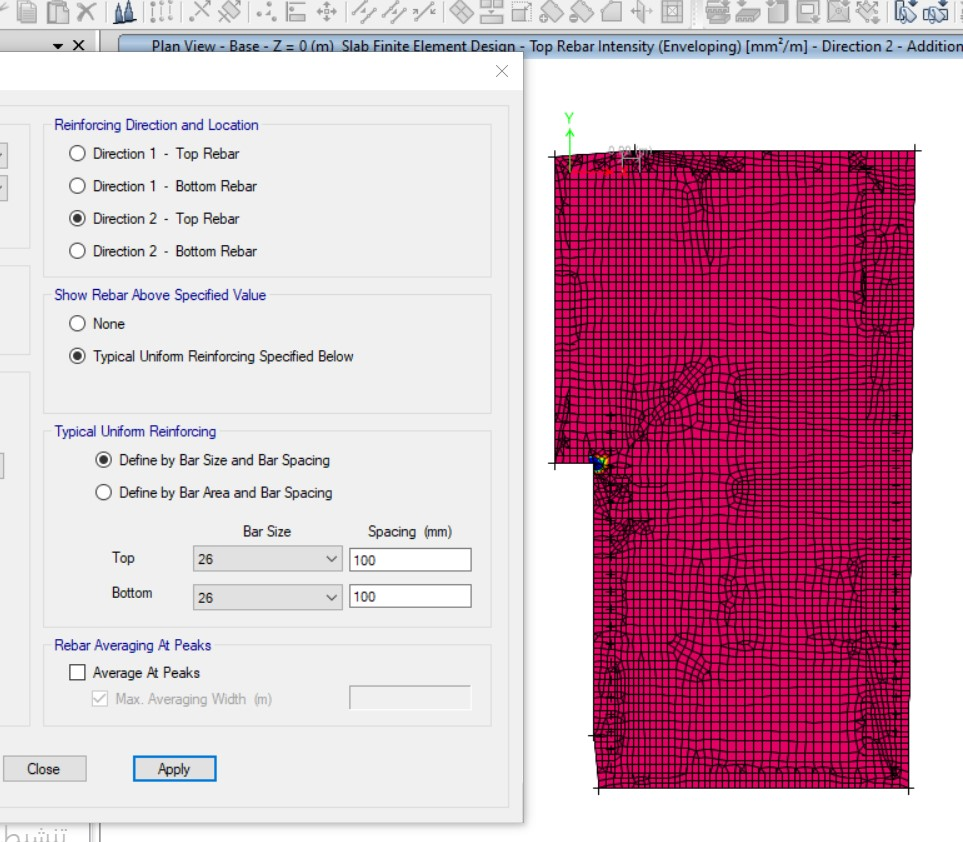 Plan View - Base - Z = 0 (m)  Slab Finite Element Design - Top Rebar Intensity (Enveloping) [mm²/m] - Direction 2 - Addition
Reinforcing Direction and Location
Direction 1 - Top Rebar
Direction 1 - Bottom Rebar
Direction 2 - Top Rebar
Direction 2 - Bottom Rebar
Show Rebar Above Specified Value
None
Typical Uniform Reinforcing Specified Below
Typical Uniform Reinforcing
Define by Bar Size and Bar Spacing
Define by Bar Area and Bar Spacing
Bar Size Spacing (mm)
Top 26 100
Bottom 26 100
Rebar Averaging At Peaks
Average At Peaks
Max. Averaging Width (m)
Close Apply
Y
تنشيط